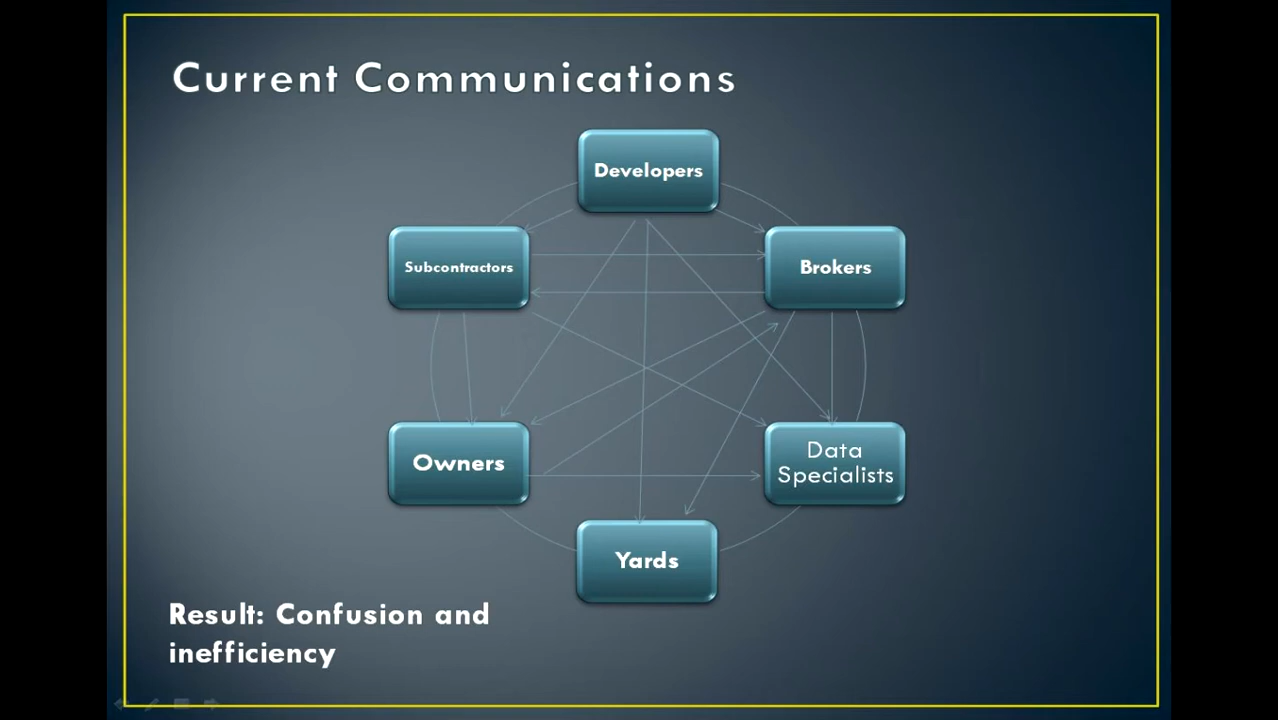 Current Communications
Developers
Subcontractors
Brokers
Owners
Data
Specialists
Yards
Result: Confusion and
inefficiency